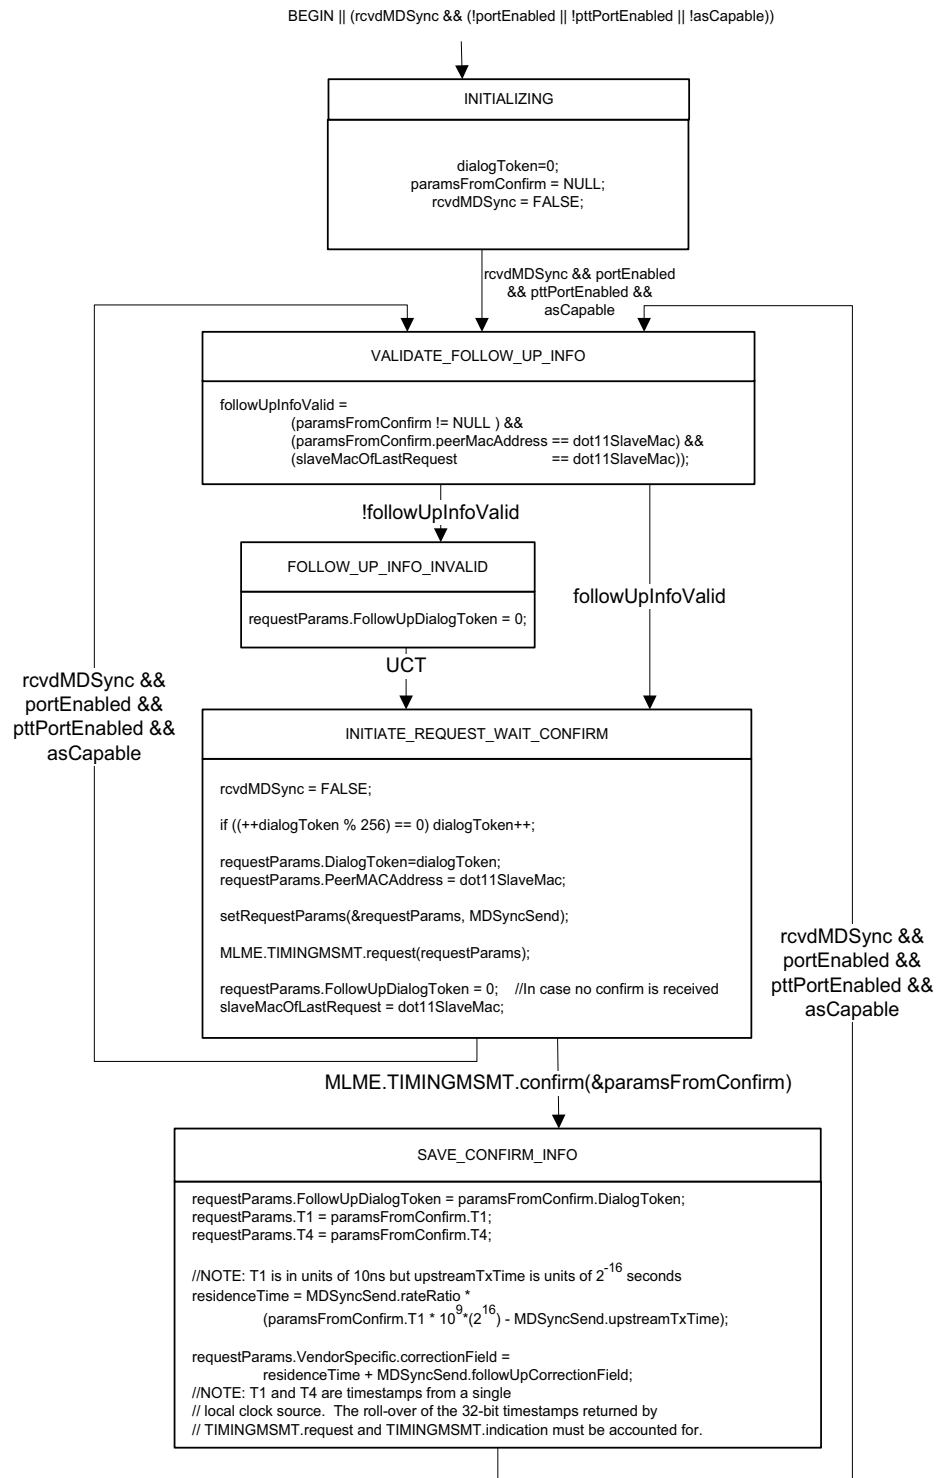 BEGIN || (rcvdMDSync && (!portEnabled || !pttPortEnabled || !asCapable))
INITIALIZING
dialogToken=0;
paramsFromConfirm = NULL;
rcvdMDSync = FALSE;
rcvdMDSync && portEnabled
&& pttPortEnabled &&
asCapable
VALIDATE_FOLLOW_UP_INFO
followUpInfoValid =
(paramsFromConfirm != NULL ) &&
(paramsFromConfirm.peerMacAddress == dot11SlaveMac) &&
(slaveMacOfLastRequest == dot11SlaveMac));
!followUpInfoValid
FOLLOW_UP_INFO_INVALID
requestParams.FollowUpDialogToken = 0;
followUpInfoValid
UCT
rcvdMDSync &&
portEnabled &&
pttPortEnabled &&
asCapable
INITIATE_REQUEST_WAIT_CONFIRM
rcvdMDSync = FALSE;
if ((++dialogToken % 256) == 0) dialogToken++;
requestParams.DialogToken=dialogToken;
requestParams.PeerMACAddress = dot11SlaveMac;
setRequestParams(&requestParams, MDSyncSend);
MLME.TIMINGMSMT.request(requestParams);
requestParams.FollowUpDialogToken = 0; //In case no confirm is received
slaveMacOfLastRequest = dot11SlaveMac;
rcvdMDSync &&
portEnabled &&
pttPortEnabled &&
asCapable
MLME.TIMINGMSMT.confirm(&paramsFromConfirm)
SAVE_CONFIRM_INFO
requestParams.FollowUpDialogToken = paramsFromConfirm.DialogToken;
requestParams.T1 = paramsFromConfirm.T1;
requestParams.T4 = paramsFromConfirm.T4;
//NOTE: T1 is in units of 10ns but upstreamTxTime is units of 2^-16 seconds
residenceTime = MDSyncSend.rateRatio *
(paramsFromConfirm.T1 * 10^9*(2^16) - MDSyncSend.upstreamTxTime);
requestParams.VendorSpecific.correctionField =
residenceTime + MDSyncSend.followUpCorrectionField;
//NOTE: T1 and T4 are timestamps from a single
// local clock source. The roll-over of the 32-bit timestamps returned by
// TIMINGMSMT.request and TIMINGMSMT.indication must be accounted for.